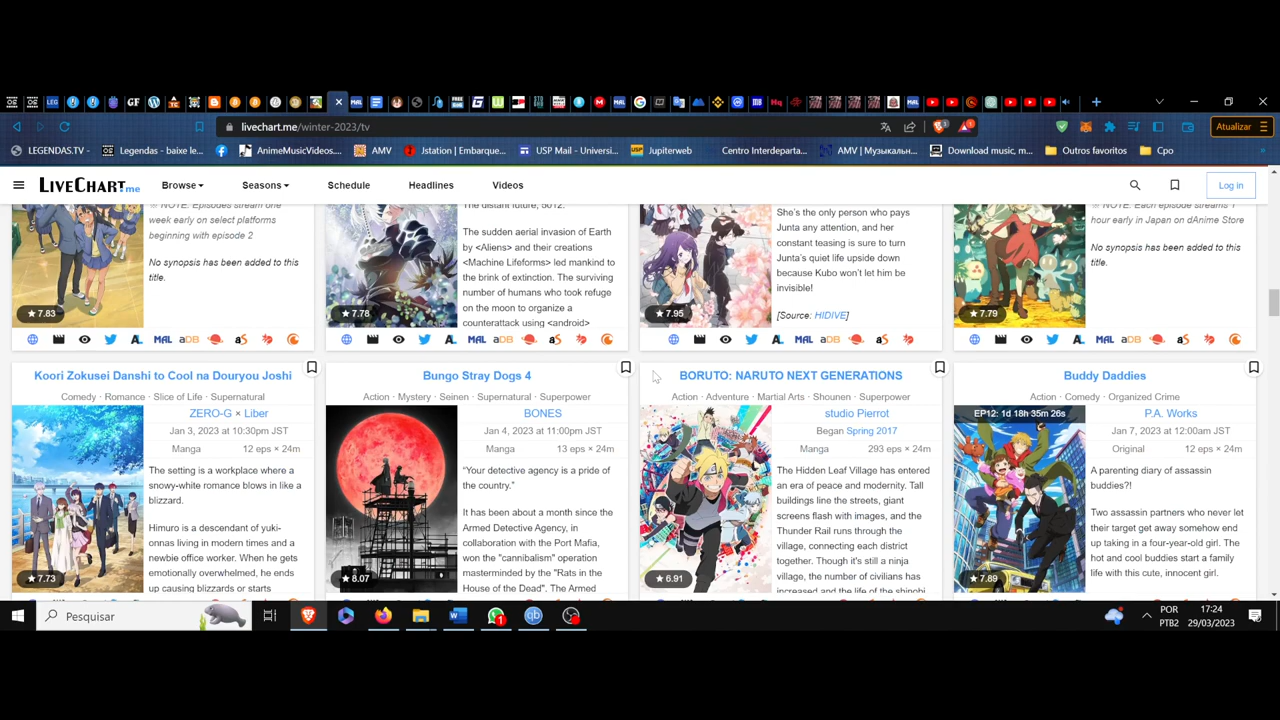 livechart.me/winter-2023/tv
Atualizar
LEGENDAS.TV -
Legendas - baixe le...
AnimeMusicVideos....
AMV
Jstation | Embarque...
USP Mail - Universi...
Jupiterweb
Centro Interdeparta...
AMV | Музыкальн...
Download music, m...
Outros favoritos
Cpo
LIVECHART.me
Browse
Seasons
Schedule
Headlines
Videos
Log in
※ NOTE: Episodes stream one
week early on select platforms
beginning with episode 2
No synopsis has been added to this
title.
7.83
The distant future, 5012.
The sudden aerial invasion of Earth
by <Aliens> and their creations
<Machine Lifeforms> led mankind to
the brink of extinction. The surviving
number of humans who took refuge
on the moon to organize a
counterattack using <android>
7.78
She's the only person who pays
Junta any attention, and her
constant teasing is sure to turn
Junta's quiet life upside down
because Kubo won't let him be
invisible!
[Source: HIDIVE]
7.95
※ NOTE: Each episode streams 1
hour early in Japan on dAnime Store
No synopsis has been added to this
title.
7.79
Koori Zokusei Danshi to Cool na Douryou Joshi
Comedy · Romance · Slice of Life · Supernatural
ZERO-G × Liber
Jan 3, 2023 at 10:30pm JST
Manga 12 eps × 24m
The setting is a workplace where a
snowy-white romance blows in like a
blizzard.
Himuro is a descendant of yuki-
onnas living in modern times and a
newbie office worker. When he gets
emotionally overwhelmed, he ends
up causing blizzards or starts
7.73
Bungo Stray Dogs 4
Action · Mystery · Seinen · Supernatural · Superpower
BONES
Jan 4, 2023 at 11:00pm JST
Manga 13 eps × 24m
“Your detective agency is a pride of
the country.”
It has been about a month since the
Armed Detective Agency, in
collaboration with the Port Mafia,
won the "cannibalism" operation
masterminded by the "Rats in the
House of the Dead". The Armed
8.07
BORUTO: NARUTO NEXT GENERATIONS
Action · Adventure · Martial Arts · Shounen · Superpower
studio Pierrot
Began Spring 2017
Manga 293 eps × 24m
The Hidden Leaf Village has entered
an era of peace and modernity. Tall
buildings line the streets, giant
screens flash with images, and the
Thunder Rail runs through the
village, connecting each district
together. Though it's still a ninja
village, the number of civilians has
increased and the life of the shinobi
6.91
Buddy Daddies
Action · Comedy · Organized Crime
EP12: 1d 18h 35m 26s
P.A. Works
Jan 7, 2023 at 12:00am JST
Original 12 eps × 24m
A parenting diary of assassin
buddies?!
Two assassin partners who never let
their target get away somehow end
up taking in a four-year-old girl. The
hot and cool buddies start a family
life with this cute, innocent girl.
7.89
Pesquisar
POR
PTB2
17:24
29/03/2023